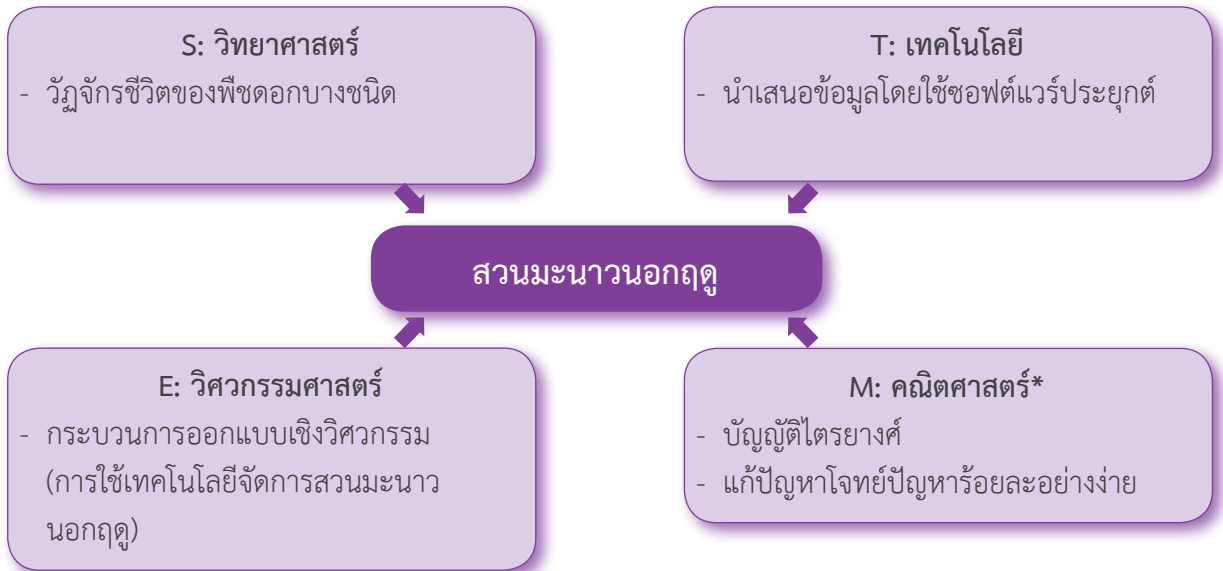 S: วิทยาศาสตร์
- วัฏจักรชีวิตของพืชดอกบางชนิด
T: เทคโนโลยี
- นำเสนอข้อมูลโดยใช้ซอฟต์แวร์ประยุกต์
สวนมะนาวนอกฤดู
E: วิศวกรรมศาสตร์
- กระบวนการออกแบบเชิงวิศวกรรม
(การใช้เทคโนโลยีจัดการสวนมะนาว
นอกฤดู)
M: คณิตศาสตร์*
- บัญญัติไตรยางศ์
- แก้ปัญหาโจทย์ปัญหาร้อยละอย่างง่าย